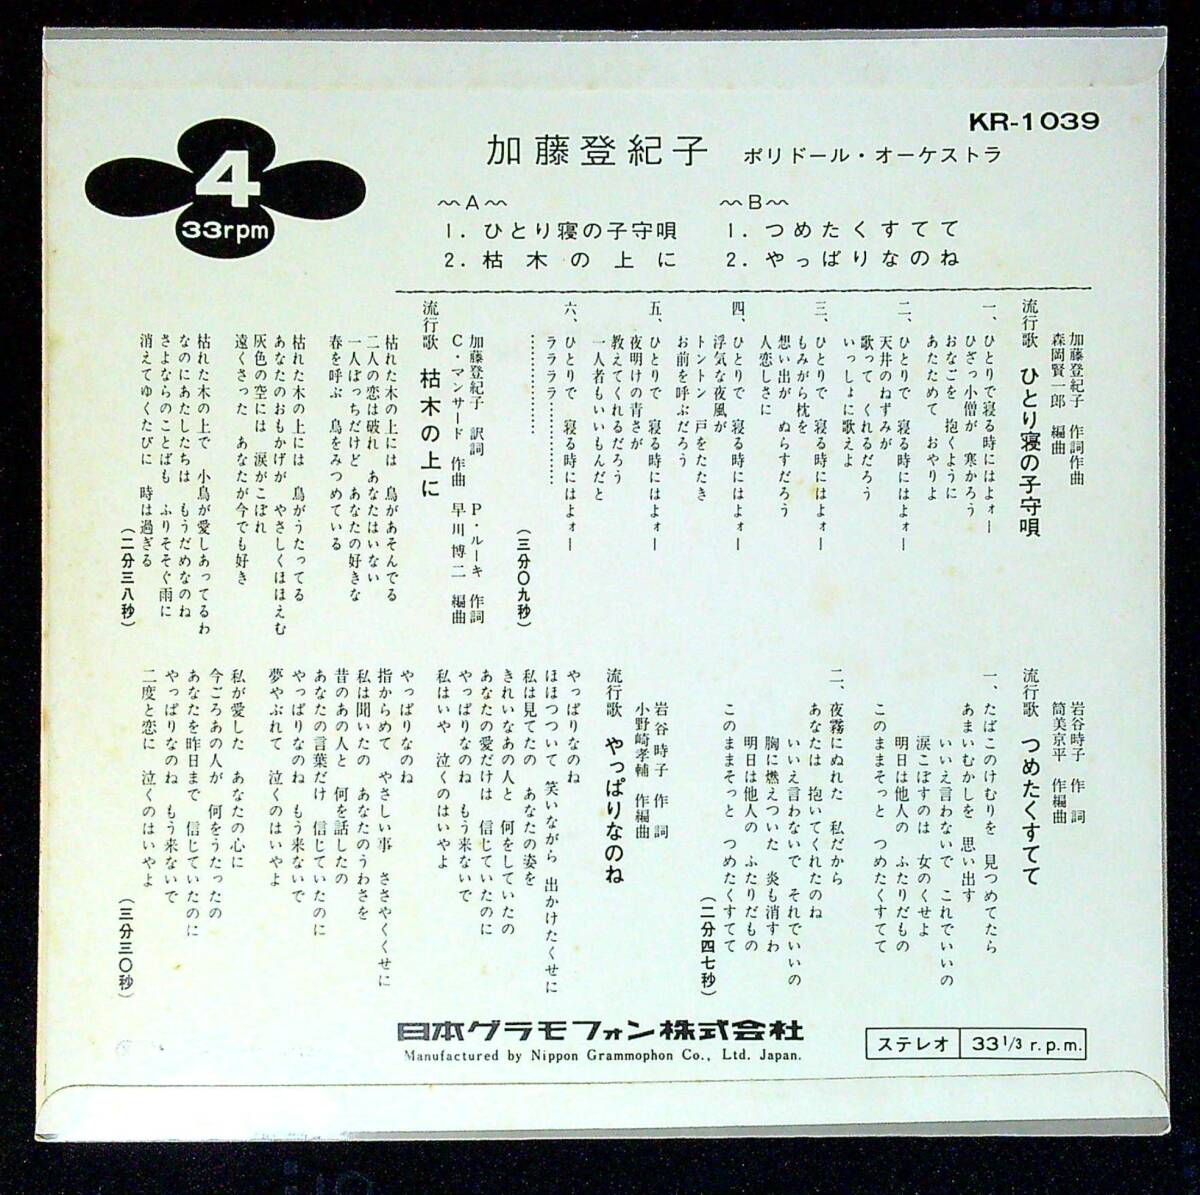 KR-1039
4
33rpm
加藤登紀子 ポリドール・オーケストラ
〜A〜
1. ひとり寝の子守唄
2. 枯木の上に
〜B〜
1. つめたくすてて
2. やっぱりなのね
加藤登紀子 作詞作曲
森岡賢一郎 編曲
流行歌 ひとり寝の子守唄
一、ひとりで寝る時にはよォー
ひざっ小僧が 寒かろう
おなごを 抱くように
あたためて おやりよ
二、ひとりで 寝る時にはよォー
天井のねずみが
歌って くれるだろう
いっしょに歌えよ
三、ひとりで 寝る時にはよォー
もみがら枕を
想い出が ぬらすだろう
人恋しさに
四、ひとりで 寝る時にはよォー
浮気な夜風が
トントン 戸をたたき
お前を呼ぶだろう
五、ひとりで 寝る時にはよォー
夜明けの青さが
教えてくれるだろう
一人者もいいもんだと
六、ひとりで 寝る時にはよォー
ララララ…………
………………
(三分〇九秒)
P・ルーキ 作詞
加藤登紀子 訳詞
C・マンサード 作曲
早川博二 編曲
流行歌 枯木の上に
枯れた木の上には 鳥があそんでる
二人の恋は破れ あなたはいない
一人ぼっちだけど あなたの好きな
春を呼ぶ 鳥をみつめている
枯れた木の上には 鳥がうたってる
あなたのおもかげが やさしくほほえむ
灰色の空には 涙がこぼれ
遠くさった あなたが今でも好き
枯れた木の上で 小鳥が愛しあってるわ
なのにあたしたちは もうだめなのね
さよならのことばも ふりそそぐ雨に
消えてゆくたびに 時は過ぎる
(二分三八秒)
岩谷時子 作詞
筒美京平 作編曲
流行歌 つめたくすてて
一、たばこのけむりを 見つめてたら
あまいむかしを 思い出す
いいえ言わないで これでいいの
涙こぼすのは 女のくせよ
明日は他人の ふたりだもの
このままそっと つめたくすてて
二、夜霧にぬれた 私だから
あなたは 抱いてくれたのね
いいえ言わないで それでいいの
胸に燃えついた 炎も消すわ
明日は他人の ふたりだもの
このままそっと つめたくすてて
(二分四七秒)
岩谷時子 作詞
小野崎孝輔 作編曲
流行歌 やっぱりなのね
やっぱりなのね
ほほつついて 笑いながら 出かけたくせに
私は見てたの あなたの姿を
きれいなあの人と 何をしていたの
あなたの愛だけは 信じていたのに
やっぱりなのね もう来ないで
私はいや 泣くのはいやよ
やっぱりなのね
指からめて やさしい事 ささやくくせに
私は聞いたの あなたのうわさを
昔のあの人と 何を話したの
あなたの言葉だけ 信じていたのに
やっぱりなのね もう来ないで
夢やぶれて 泣くのはいやよ
私が愛した あなたの心に
今ごろあの人が 何をうたったの
あなたを昨日まで 信じていたのに
やっぱりなのね もう来ないで
二度と恋に 泣くのはいやよ
(三分三〇秒)
日本グラモフォン株式会社
Manufactured by Nippon Grammophon Co., Ltd. Japan.
ステレオ 33 1/3 r.p.m.